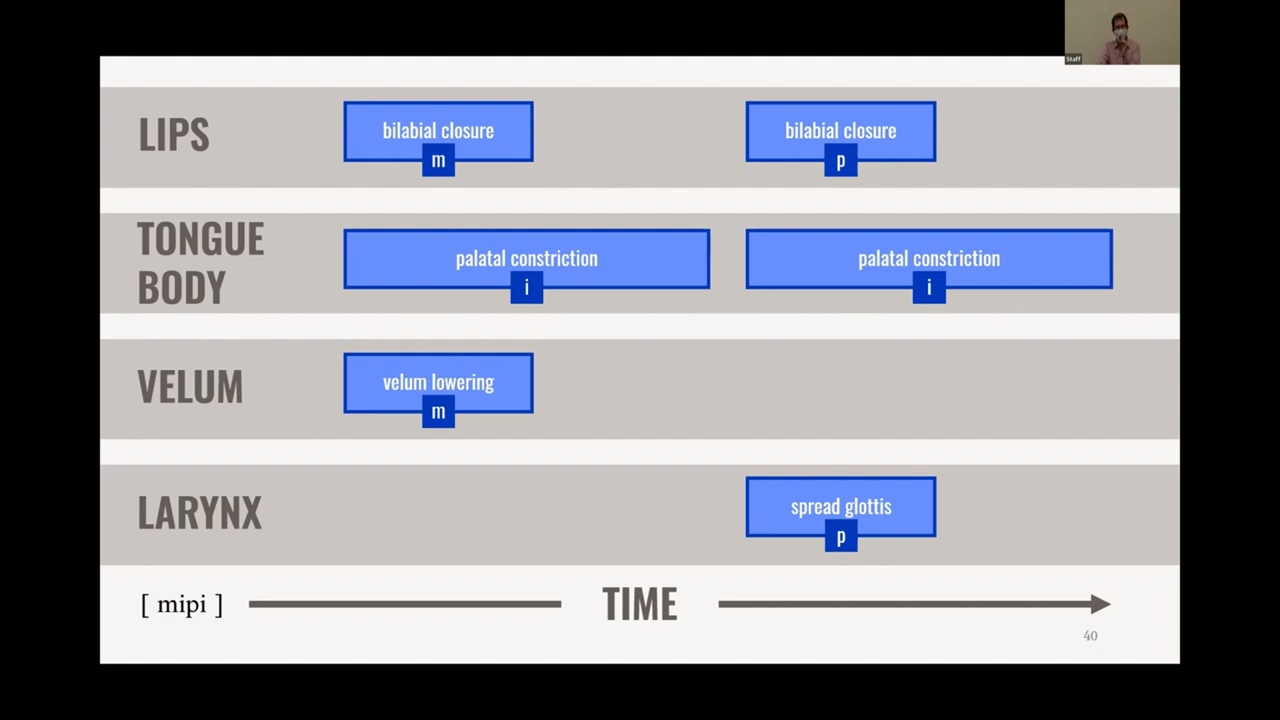 Staff
LIPS
bilabial closure
m
bilabial closure
p
TONGUE
BODY
palatal constriction
i
palatal constriction
i
VELUM
velum lowering
m
LARYNX
spread glottis
p
[ mipi ]
TIME
40